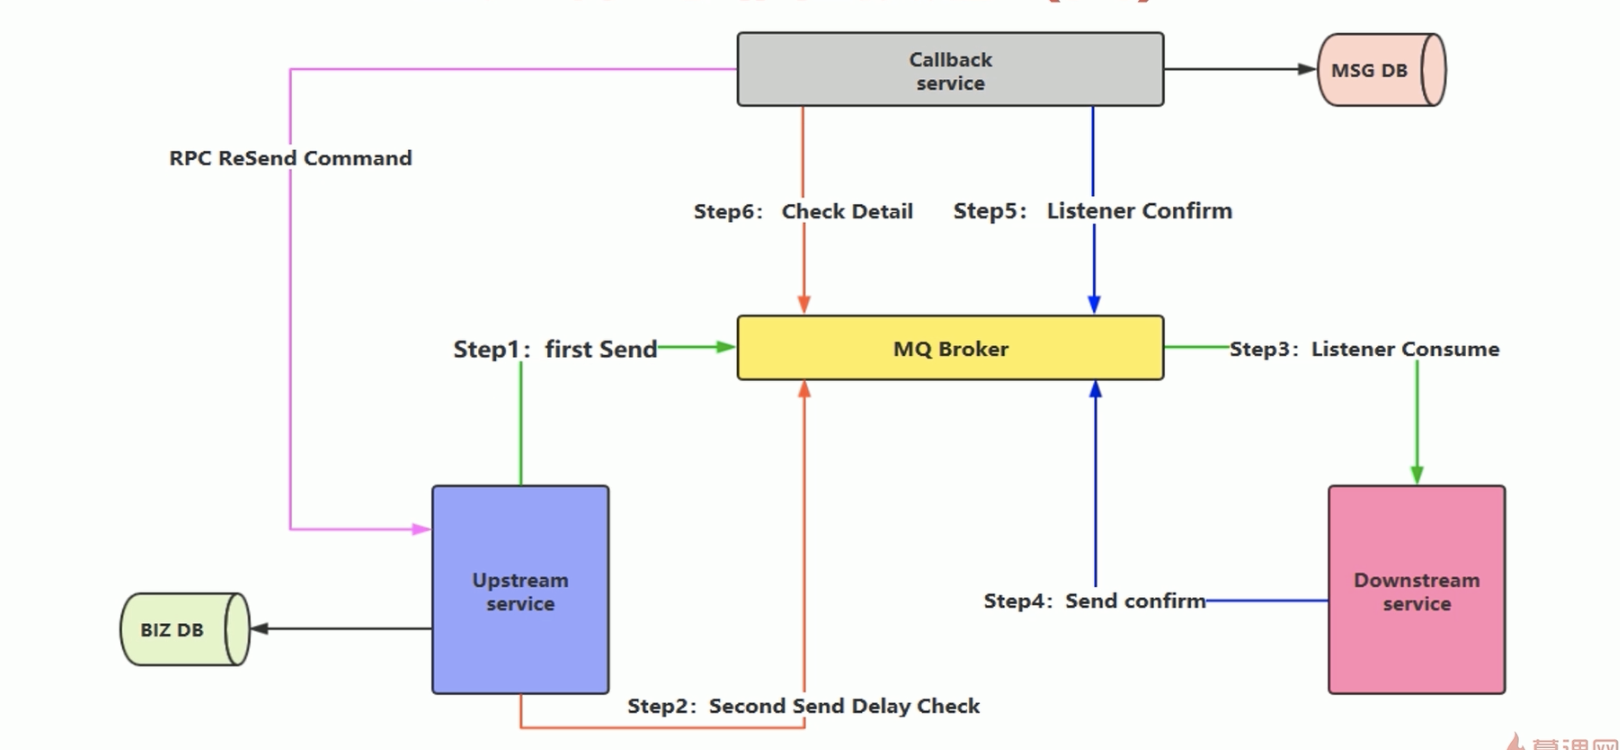 Callback
service
MSG DB
RPC ReSend Command
Step6： Check Detail
Step5： Listener Confirm
Step1：first Send
MQ Broker
Step3：Listener Consume
Upstream
service
Downstream
service
BIZ DB
Step4：Send confirm
Step2：Second Send Delay Check